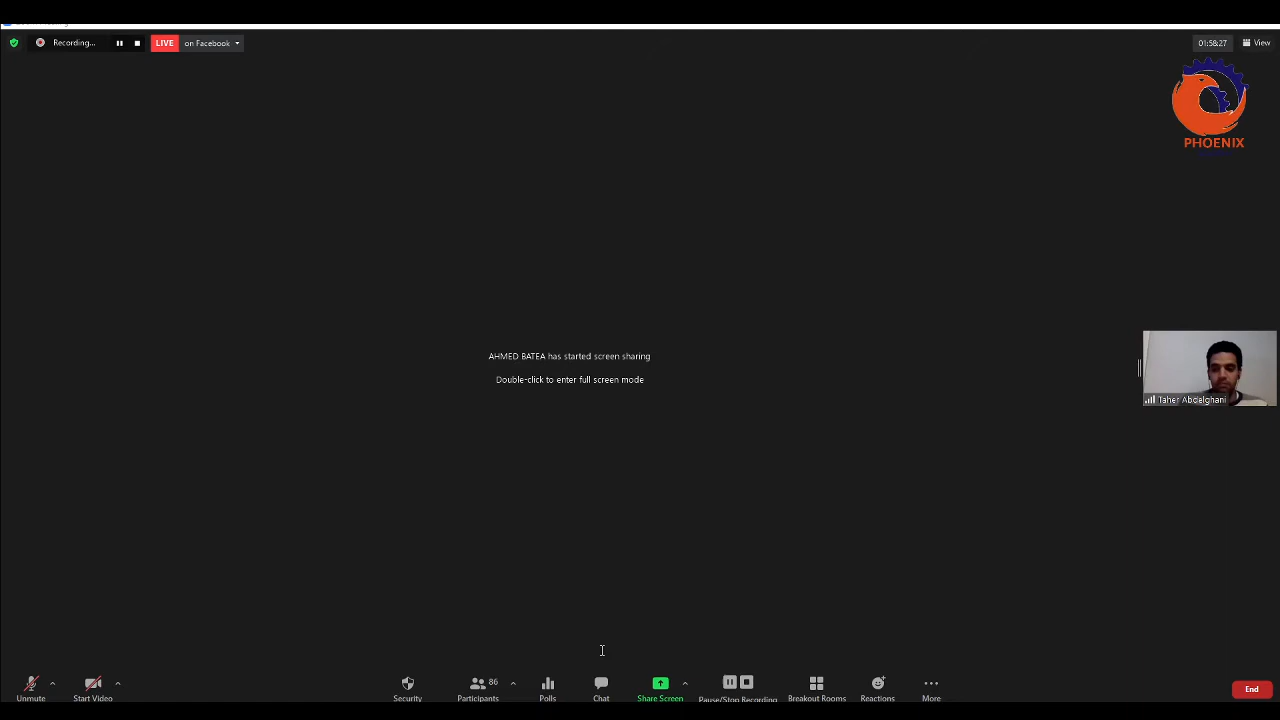 Recording...
LIVE on Facebook
01:58:27
View
PHOENIX
AHMED BATEA has started screen sharing
Double-click to enter full screen mode
Taher Abdelghani
Unmute
Start Video
Security
Participants 86
Polls
Chat
Share Screen
Pause/Stop Recording
Breakout Rooms
Reactions
More
End